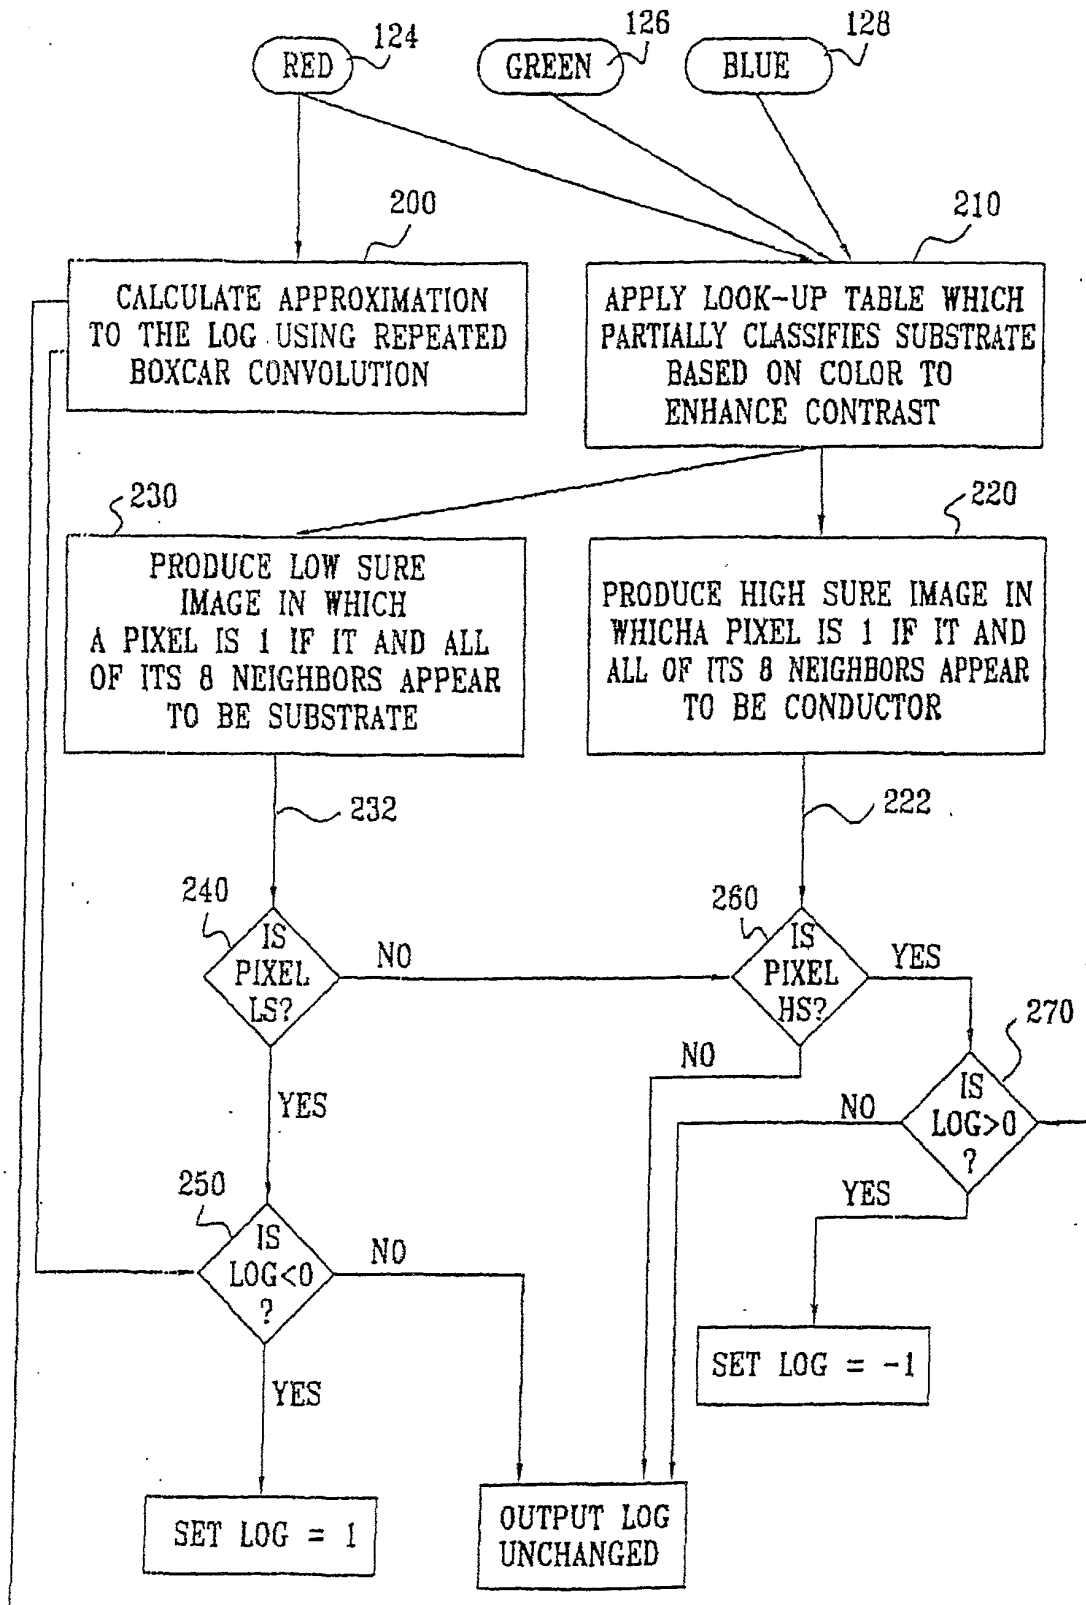 124
126
128
RED
GREEN
BLUE
200
210
CALCULATE APPROXIMATION
TO THE LOG USING REPEATED
BOXCAR CONVOLUTION
APPLY LOOK-UP TABLE WHICH
PARTIALLY CLASSIFIES SUBSTRATE
BASED ON COLOR TO
ENHANCE CONTRAST
230
220
PRODUCE LOW SURE
IMAGE IN WHICH
A PIXEL IS 1 IF IT AND ALL
OF ITS 8 NEIGHBORS APPEAR
TO BE SUBSTRATE
PRODUCE HIGH SURE IMAGE IN
WHICHA PIXEL IS 1 IF IT AND
ALL OF ITS 8 NEIGHBORS APPEAR
TO BE CONDUCTOR
232
222
240
IS
PIXEL
LS?
NO
260
IS
PIXEL
HS?
YES
NO
270
IS
LOG>0
?
NO
YES
YES
250
IS
LOG<0
?
NO
YES
SET LOG = -1
SET LOG = 1
OUTPUT LOG
UNCHANGED